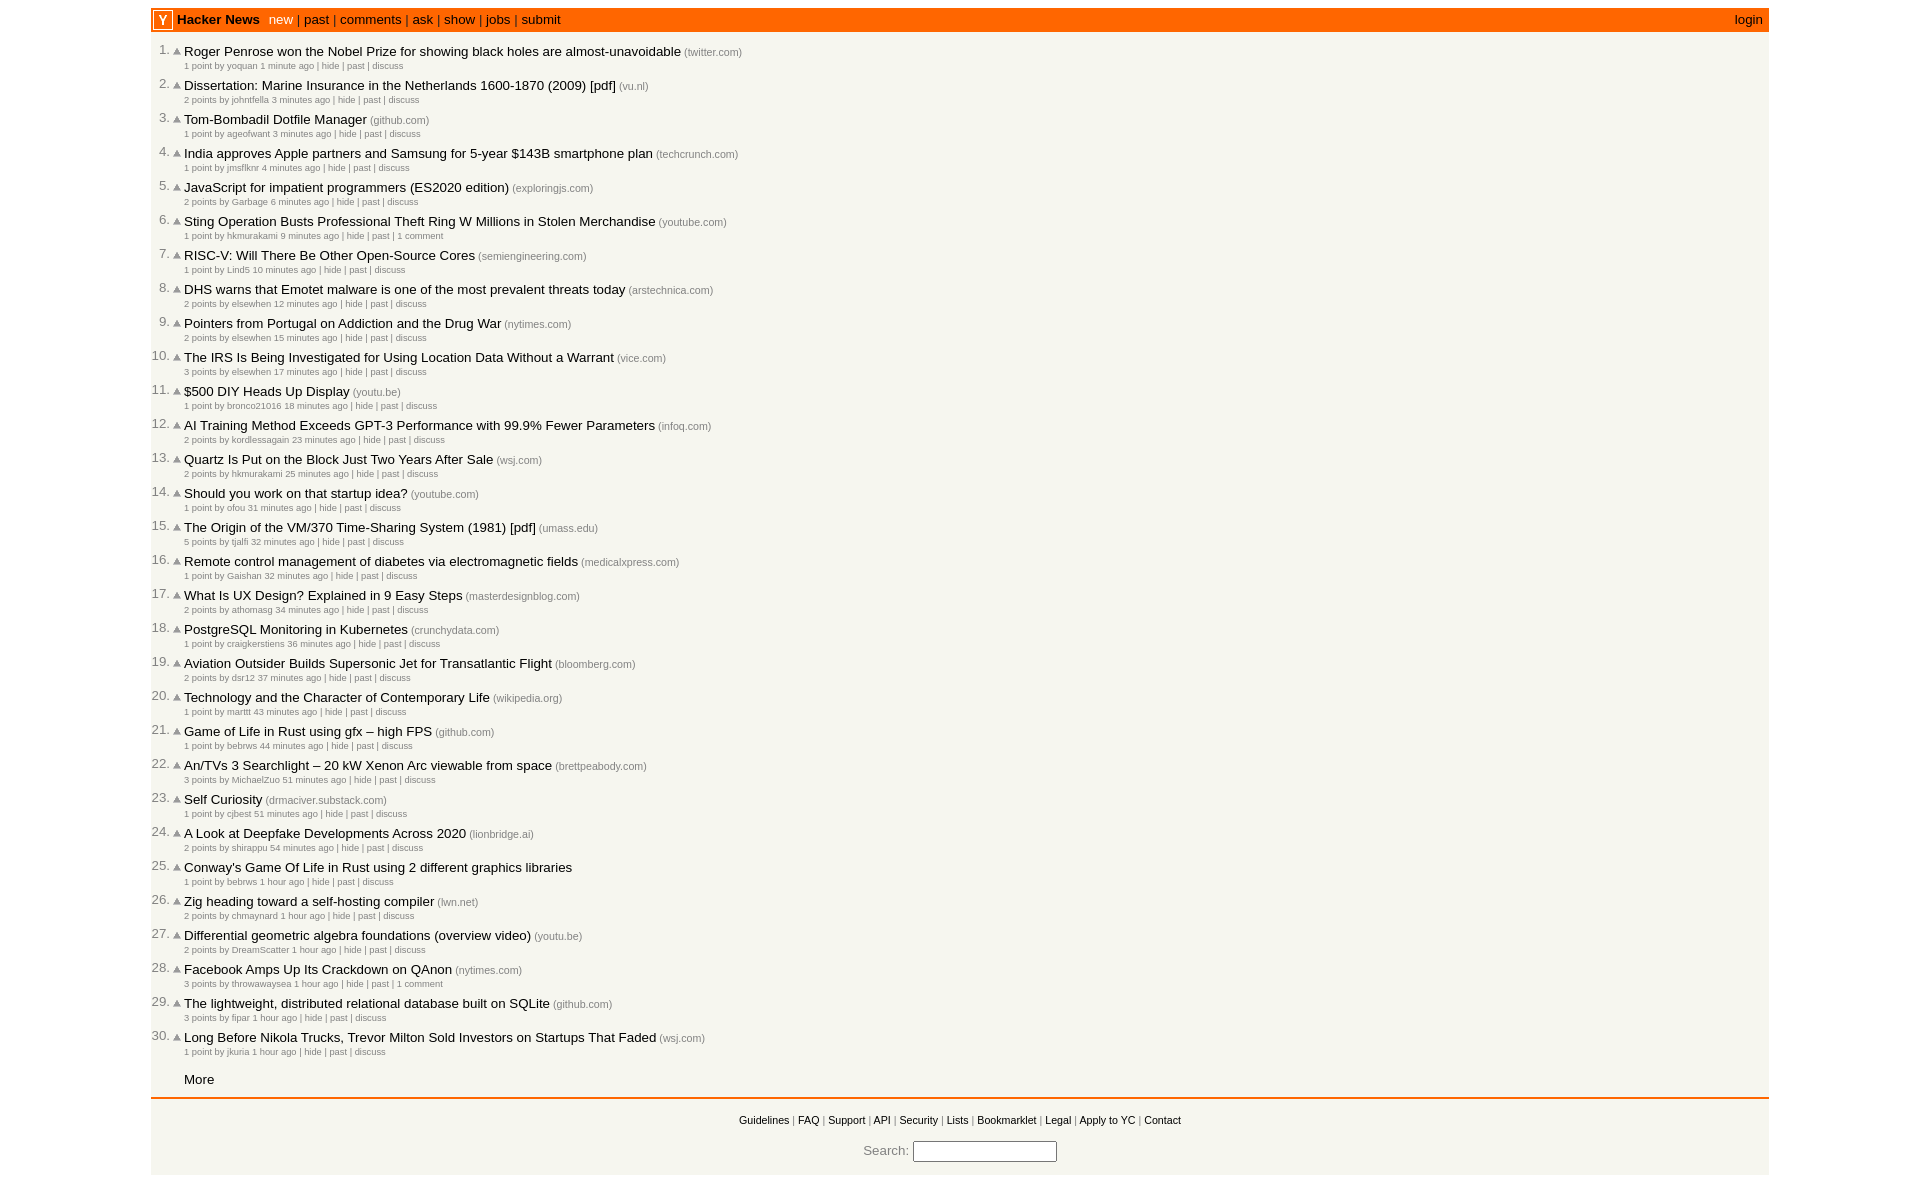 Y Hacker News new | past | comments | ask | show | jobs | submit login
1. Roger Penrose won the Nobel Prize for showing black holes are almost-unavoidable (twitter.com)
1 point by yoquan 1 minute ago | hide | past | discuss
2. Dissertation: Marine Insurance in the Netherlands 1600-1870 (2009) [pdf] (vu.nl)
2 points by johntfella 3 minutes ago | hide | past | discuss
3. Tom-Bombadil Dotfile Manager (github.com)
1 point by ageofwant 3 minutes ago | hide | past | discuss
4. India approves Apple partners and Samsung for 5-year $143B smartphone plan (techcrunch.com)
1 point by jmsflknr 4 minutes ago | hide | past | discuss
5. JavaScript for impatient programmers (ES2020 edition) (exploringjs.com)
2 points by Garbage 6 minutes ago | hide | past | discuss
6. Sting Operation Busts Professional Theft Ring W Millions in Stolen Merchandise (youtube.com)
1 point by hkmurakami 9 minutes ago | hide | past | 1 comment
7. RISC-V: Will There Be Other Open-Source Cores (semiengineering.com)
1 point by Lind5 10 minutes ago | hide | past | discuss
8. DHS warns that Emotet malware is one of the most prevalent threats today (arstechnica.com)
2 points by elsewhen 12 minutes ago | hide | past | discuss
9. Pointers from Portugal on Addiction and the Drug War (nytimes.com)
2 points by elsewhen 15 minutes ago | hide | past | discuss
10. The IRS Is Being Investigated for Using Location Data Without a Warrant (vice.com)
3 points by elsewhen 17 minutes ago | hide | past | discuss
11. $500 DIY Heads Up Display (youtu.be)
1 point by bronco21016 18 minutes ago | hide | past | discuss
12. AI Training Method Exceeds GPT-3 Performance with 99.9% Fewer Parameters (infoq.com)
2 points by kordlessagain 23 minutes ago | hide | past | discuss
13. Quartz Is Put on the Block Just Two Years After Sale (wsj.com)
2 points by hkmurakami 25 minutes ago | hide | past | discuss
14. Should you work on that startup idea? (youtube.com)
1 point by ofou 31 minutes ago | hide | past | discuss
15. The Origin of the VM/370 Time-Sharing System (1981) [pdf] (umass.edu)
5 points by tjalfi 32 minutes ago | hide | past | discuss
16. Remote control management of diabetes via electromagnetic fields (medicalxpress.com)
1 point by Gaishan 32 minutes ago | hide | past | discuss
17. What Is UX Design? Explained in 9 Easy Steps (masterdesignblog.com)
2 points by athomasg 34 minutes ago | hide | past | discuss
18. PostgreSQL Monitoring in Kubernetes (crunchydata.com)
1 point by craigkerstiens 36 minutes ago | hide | past | discuss
19. Aviation Outsider Builds Supersonic Jet for Transatlantic Flight (bloomberg.com)
2 points by dsr12 37 minutes ago | hide | past | discuss
20. Technology and the Character of Contemporary Life (wikipedia.org)
1 point by marttt 43 minutes ago | hide | past | discuss
21. Game of Life in Rust using gfx – high FPS (github.com)
1 point by bebrws 44 minutes ago | hide | past | discuss
22. An/TVs 3 Searchlight – 20 kW Xenon Arc viewable from space (brettpeabody.com)
3 points by MichaelZuo 51 minutes ago | hide | past | discuss
23. Self Curiosity (drmaciver.substack.com)
1 point by cjbest 51 minutes ago | hide | past | discuss
24. A Look at Deepfake Developments Across 2020 (lionbridge.ai)
2 points by shirappu 54 minutes ago | hide | past | discuss
25. Conway's Game Of Life in Rust using 2 different graphics libraries
1 point by bebrws 1 hour ago | hide | past | discuss
26. Zig heading toward a self-hosting compiler (lwn.net)
2 points by chmaynard 1 hour ago | hide | past | discuss
27. Differential geometric algebra foundations (overview video) (youtu.be)
2 points by DreamScatter 1 hour ago | hide | past | discuss
28. Facebook Amps Up Its Crackdown on QAnon (nytimes.com)
3 points by throwawaysea 1 hour ago | hide | past | 1 comment
29. The lightweight, distributed relational database built on SQLite (github.com)
3 points by fipar 1 hour ago | hide | past | discuss
30. Long Before Nikola Trucks, Trevor Milton Sold Investors on Startups That Faded (wsj.com)
1 point by jkuria 1 hour ago | hide | past | discuss
More
Guidelines | FAQ | Support | API | Security | Lists | Bookmarklet | Legal | Apply to YC | Contact
Search: